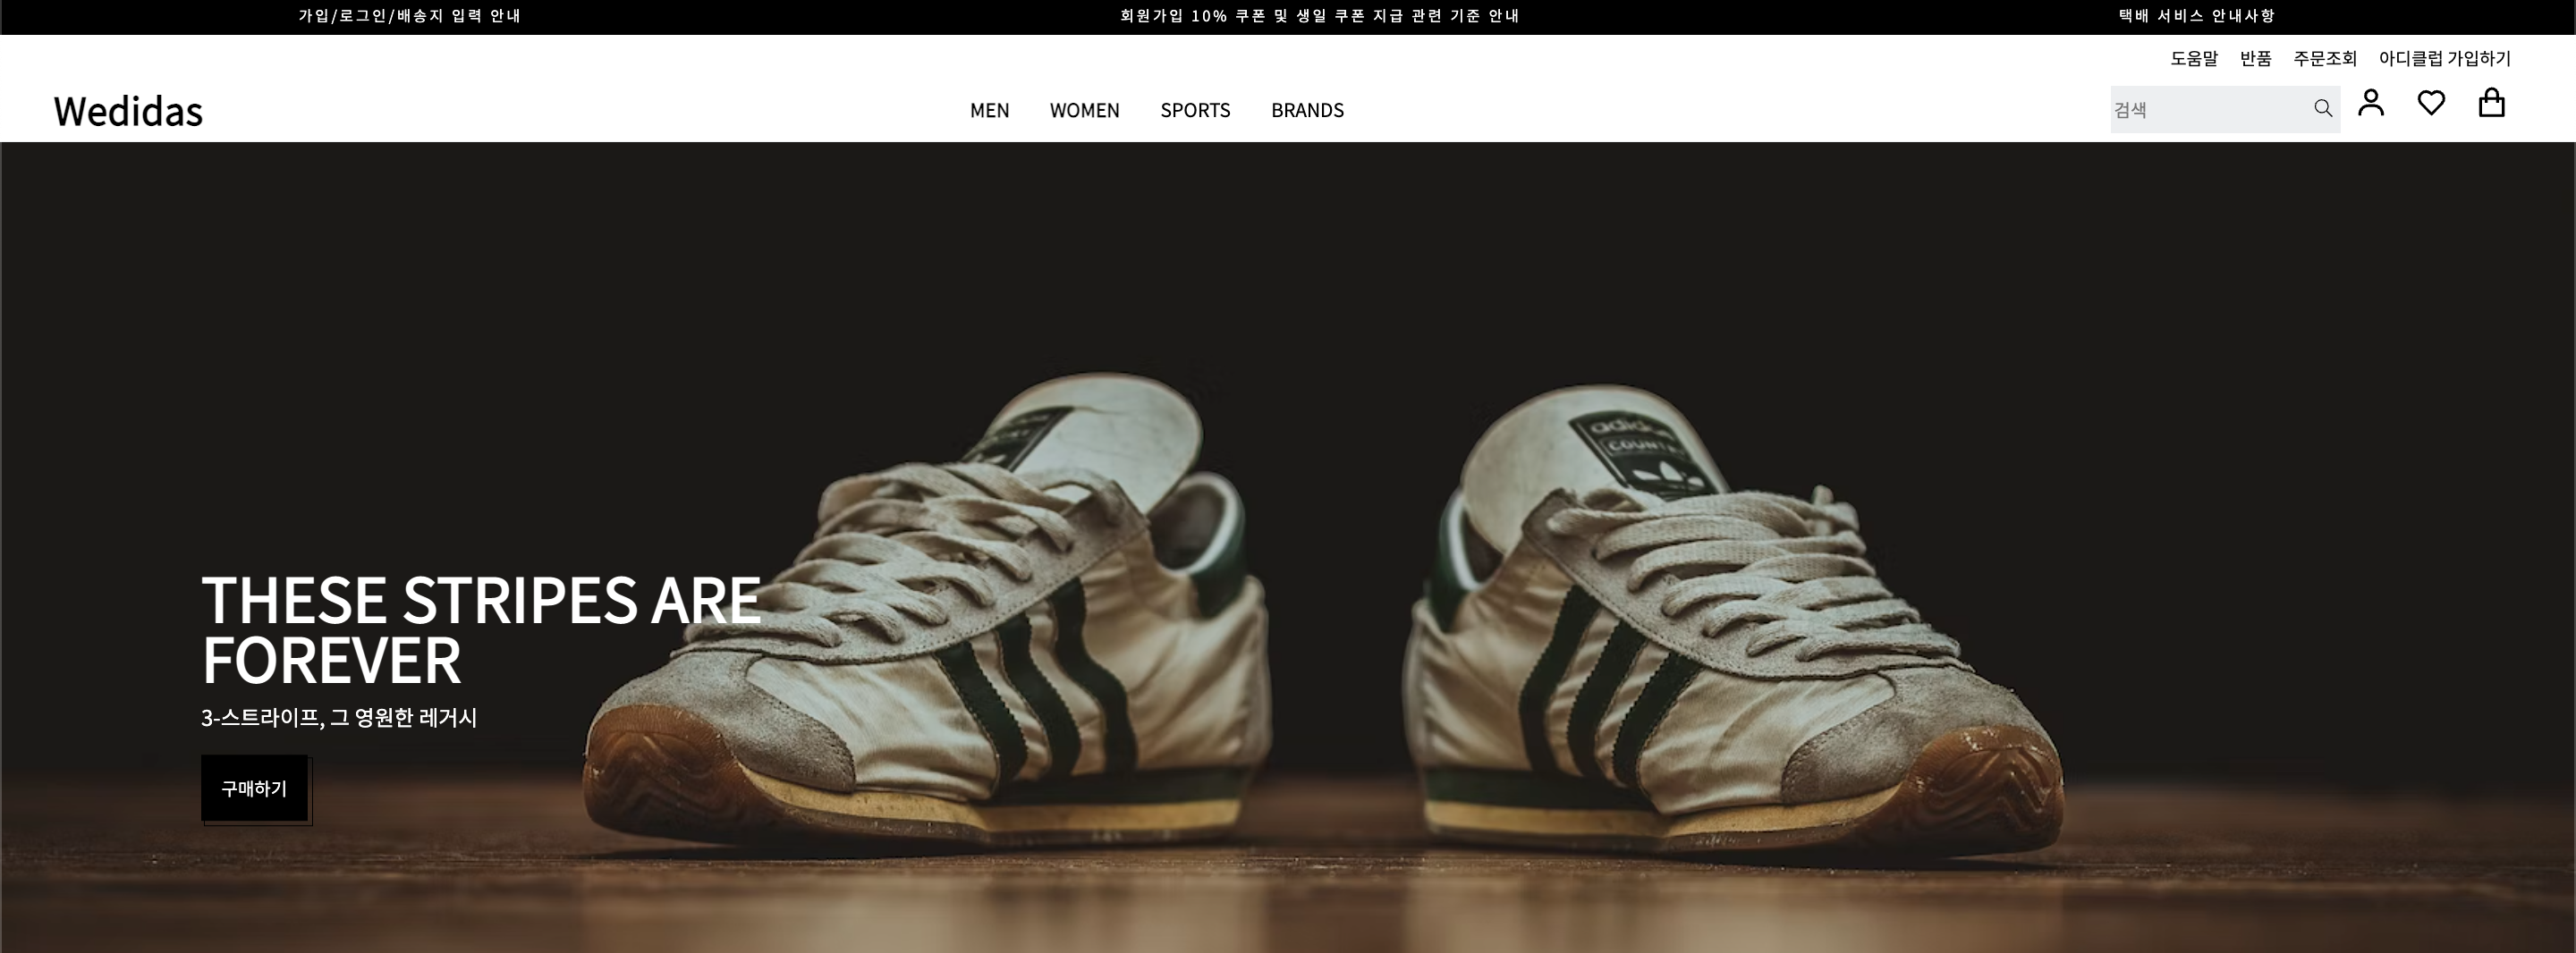 가입/로그인/배송지 입력 안내
회원가입 10% 쿠폰 및 생일 쿠폰 지급 관련 기준 안내
택배 서비스 안내사항
도움말 반품 주문조회 아디클럽 가입하기
Wedidas
MEN WOMEN SPORTS BRANDS
검색
THESE STRIPES ARE
FOREVER
3-스트라이프, 그 영원한 레거시
구매하기
adidas